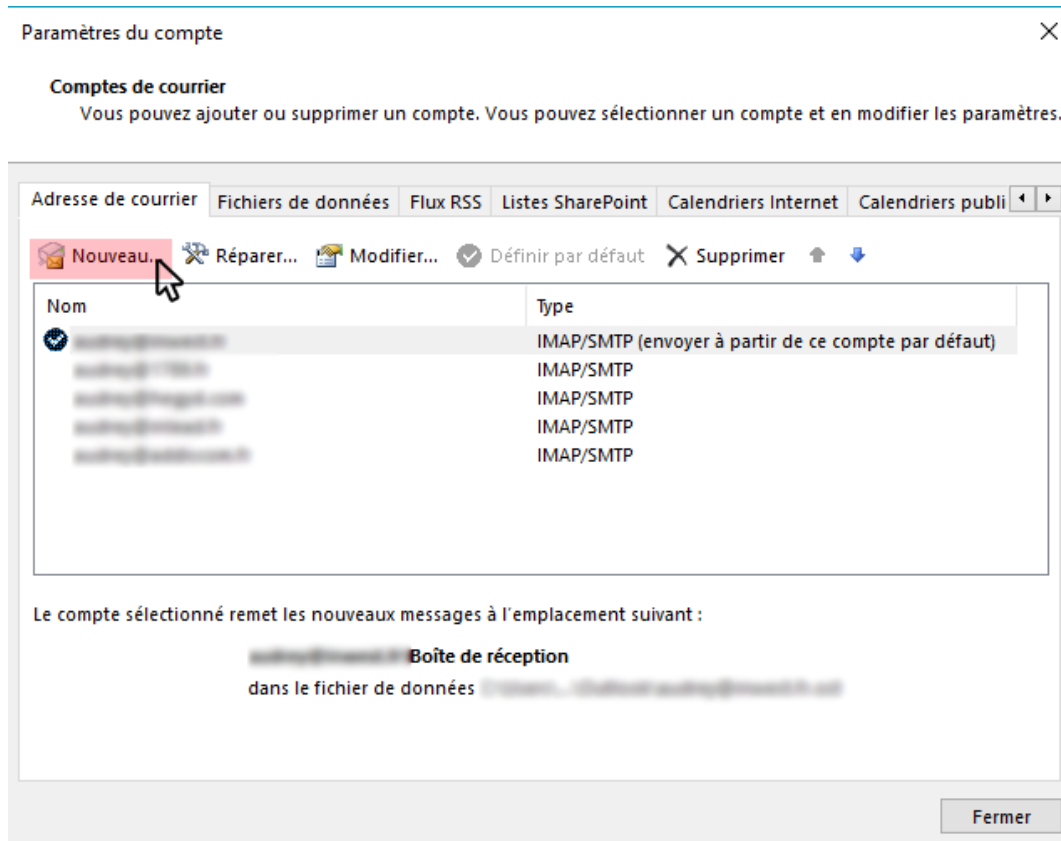 Paramètres du compte
Comptes de courrier
Vous pouvez ajouter ou supprimer un compte. Vous pouvez sélectionner un compte et en modifier les paramètres.
Adresse de courrier Fichiers de données Flux RSS Listes SharePoint Calendriers Internet Calendriers publi
Nouveau... Réparer... Modifier... Définir par défaut Supprimer
Nom Type
IMAP/SMTP (envoyer à partir de ce compte par défaut)
IMAP/SMTP
IMAP/SMTP
IMAP/SMTP
IMAP/SMTP
Le compte sélectionné remet les nouveaux messages à l'emplacement suivant :
Boîte de réception
dans le fichier de données
Fermer